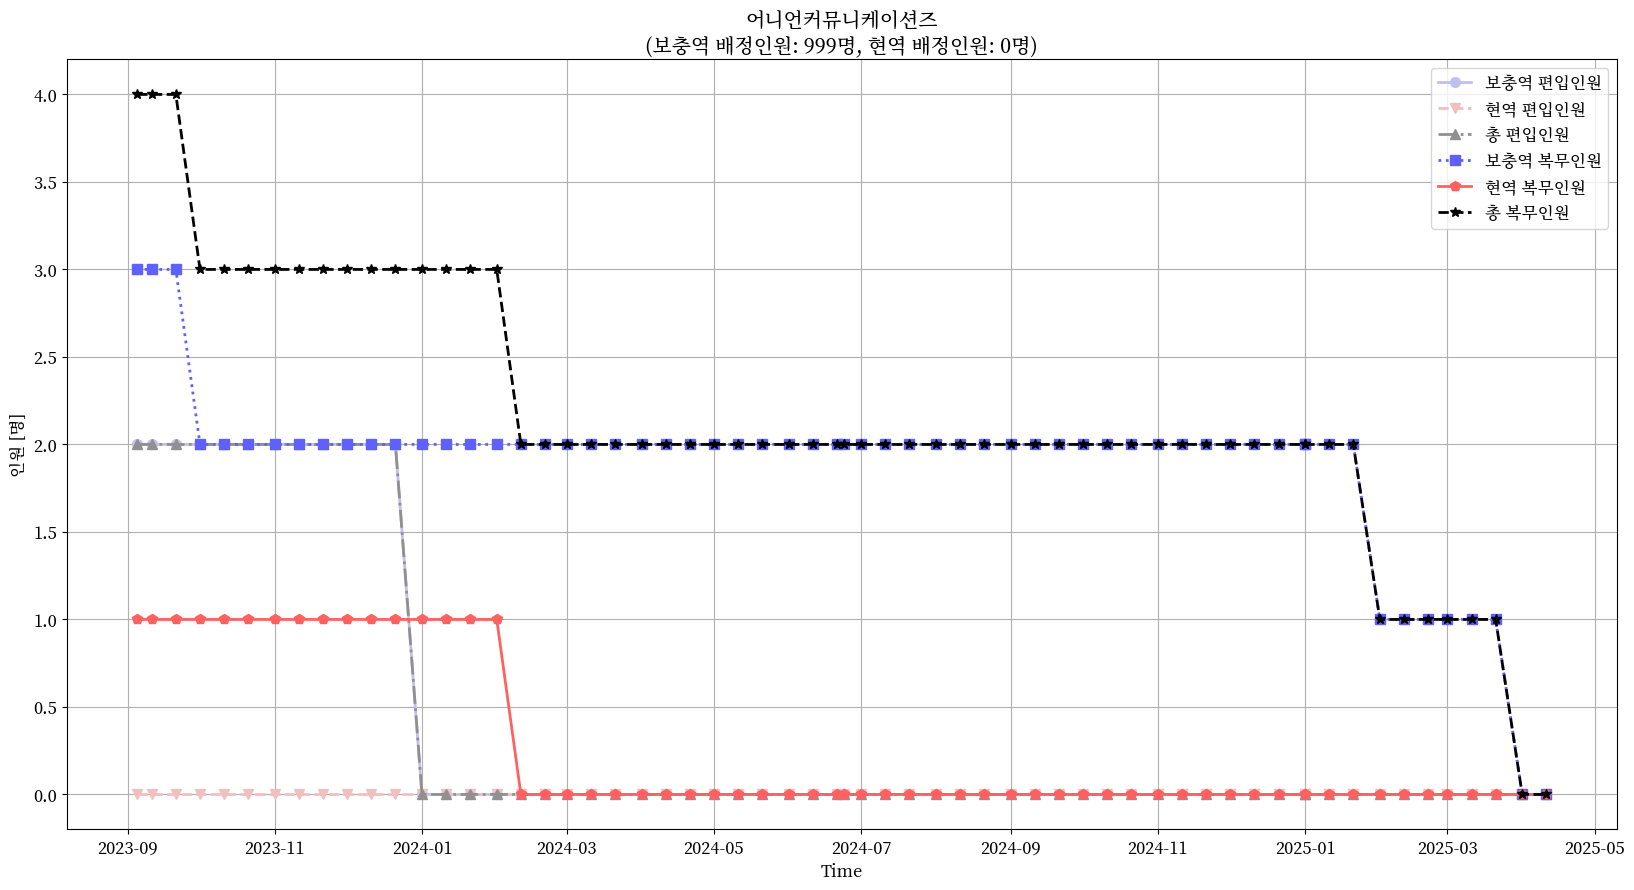 어니언커뮤니케이션즈
(보충역 배정인원: 999명, 현역 배정인원: 0명)
보충역 편입인원
현역 편입인원
총 편입인원
보충역 복무인원
현역 복무인원
총 복무인원
인원 [명]
4.0
3.5
3.0
2.5
2.0
1.5
1.0
0.5
0.0
2023-09
2023-11
2024-01
2024-03
2024-05
2024-07
2024-09
2024-11
2025-01
2025-03
2025-05
Time